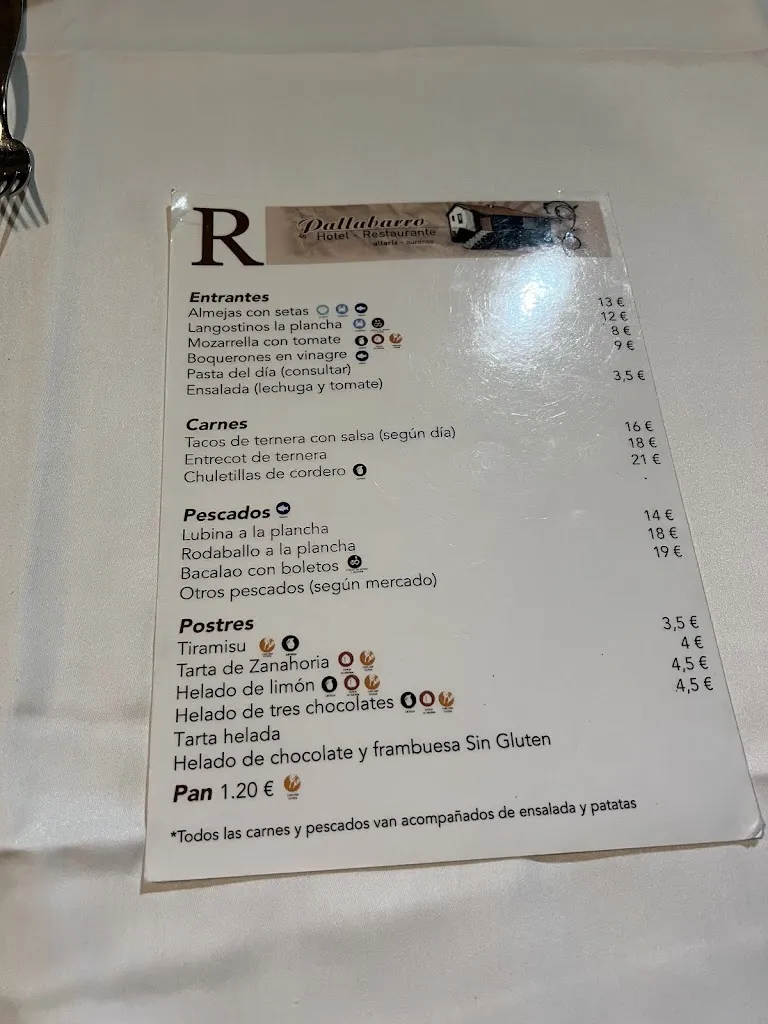 R
Pallabarro
Hotel - Restaurante
allariz - ourense
Entrantes
Almejas con setas 13 €
Langostinos la plancha 12 €
Mozarrella con tomate 8 €
Boquerones en vinagre 9 €
Pasta del día (consultar)
Ensalada (lechuga y tomate) 3,5 €
Carnes
Tacos de ternera con salsa (según día) 16 €
Entrecot de ternera 18 €
Chuletillas de cordero 21 €
Pescados
Lubina a la plancha 14 €
Rodaballo a la plancha 18 €
Bacalao con boletos 19 €
Otros pescados (según mercado)
Postres
Tiramisu 3,5 €
Tarta de Zanahoria 4 €
Helado de limón 4,5 €
Helado de tres chocolates 4,5 €
Tarta helada
Helado de chocolate y frambuesa Sin Gluten
Pan 1.20 €
*Todos las carnes y pescados van acompañados de ensalada y patatas